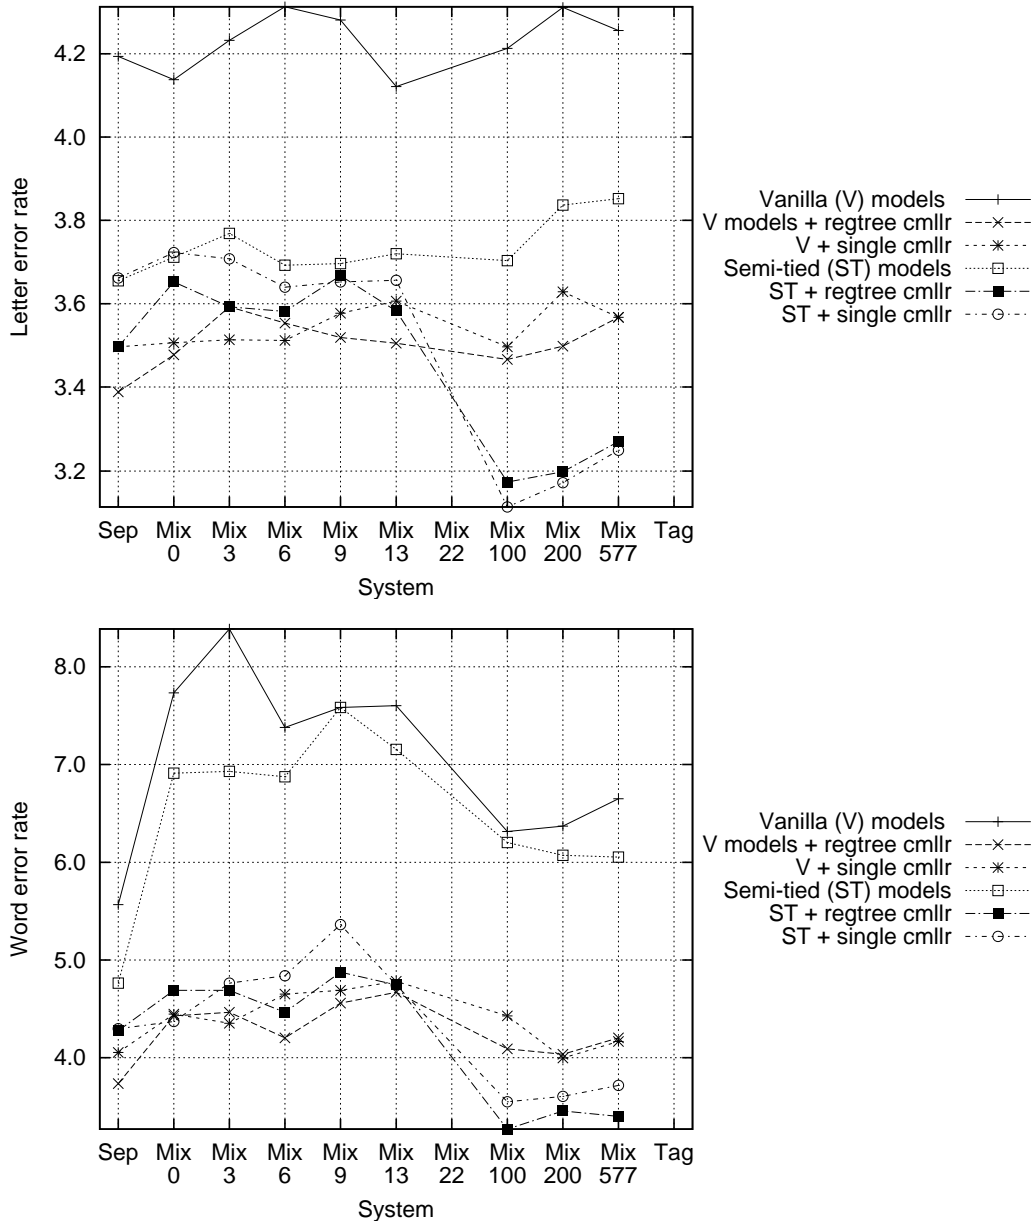 4.2
4.0
3.8
3.6
3.4
3.2
Letter error rate
Sep Mix Mix Mix Mix Mix Mix Mix Mix Mix Tag
0 3 6 9 13 22 100 200 577
System
Vanilla (V) models
V models + regtree cmllr
V + single cmllr
Semi-tied (ST) models
ST + regtree cmllr
ST + single cmllr
8.0
7.0
6.0
5.0
4.0
Word error rate
Sep Mix Mix Mix Mix Mix Mix Mix Mix Mix Tag
0 3 6 9 13 22 100 200 577
System
Vanilla (V) models
V models + regtree cmllr
V + single cmllr
Semi-tied (ST) models
ST + regtree cmllr
ST + single cmllr